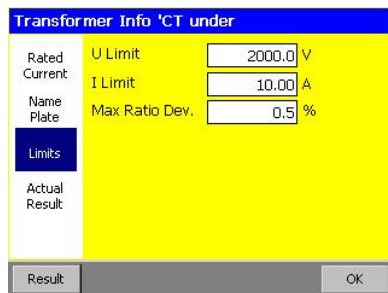 Transformer Info 'CT under
Rated
Current
Name
Plate
Limits
Actual
Result
U Limit 2000.0 V
I Limit 10.00 A
Max Ratio Dev. 0.5 %
Result OK